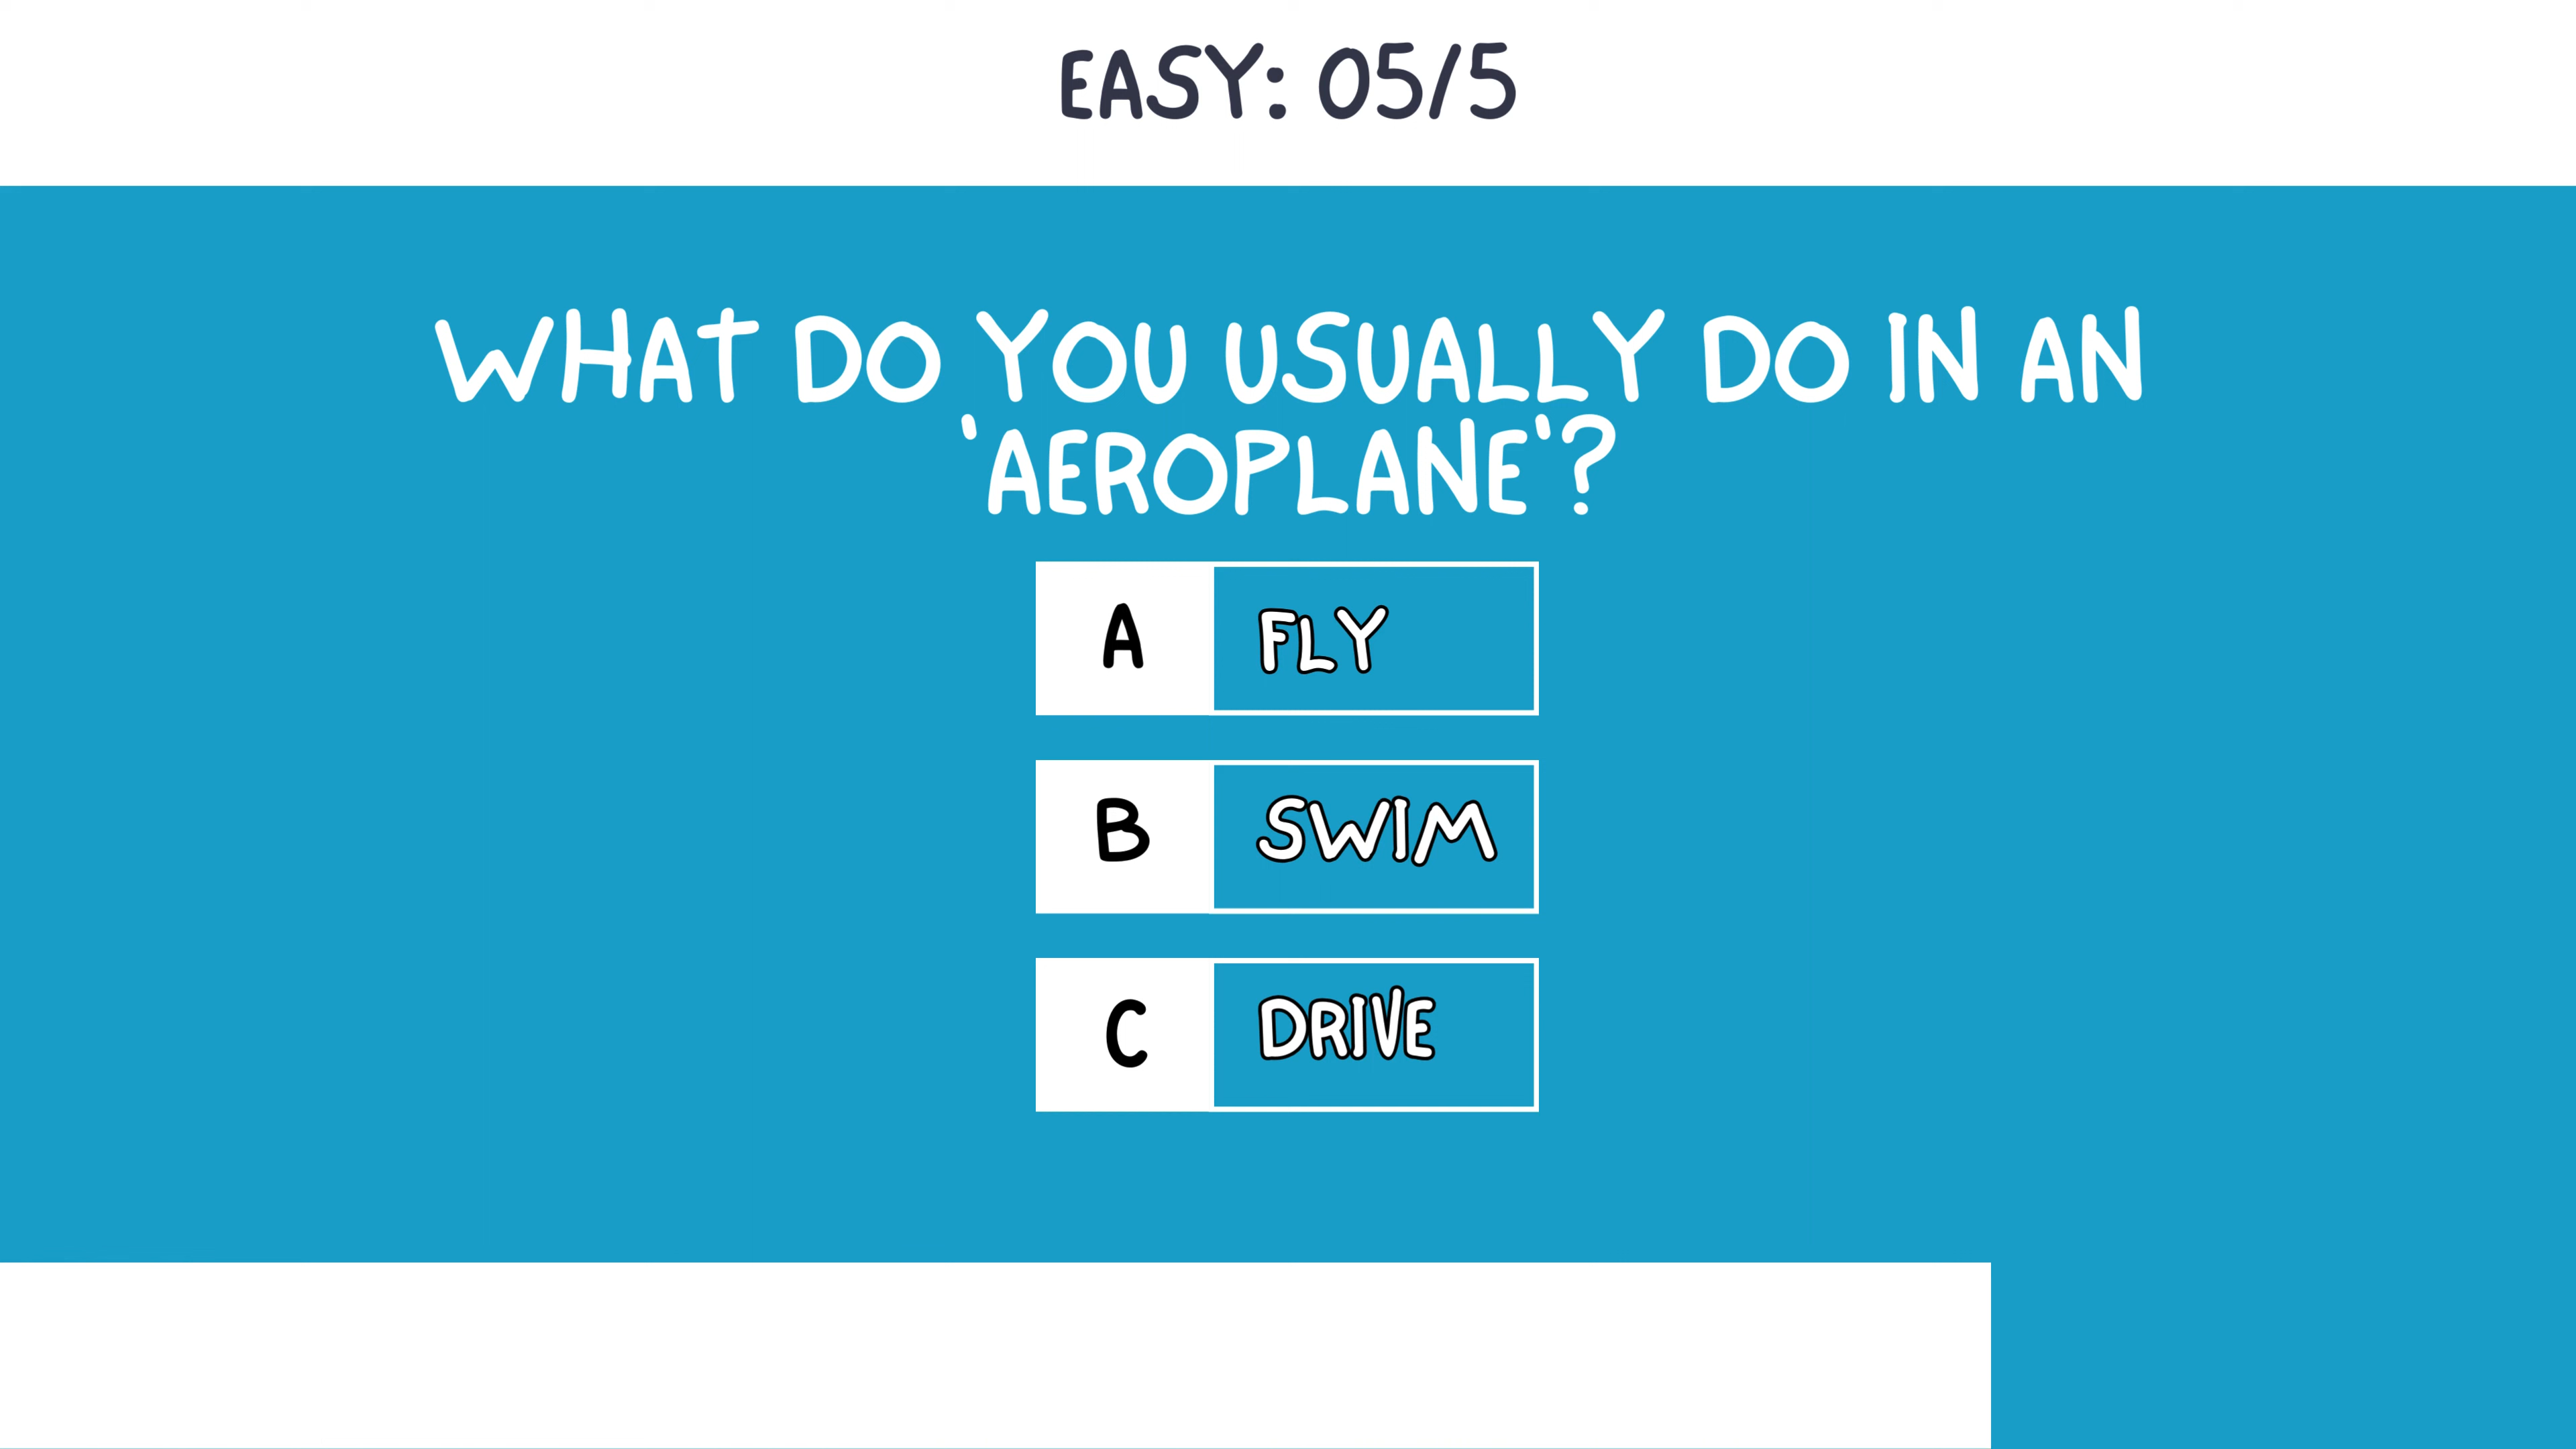 EASY: 05/5
WHAT DO YOU USUALLY DO IN AN
'AEROPLANE'?
A FLY
B SWIM
C DRIVE